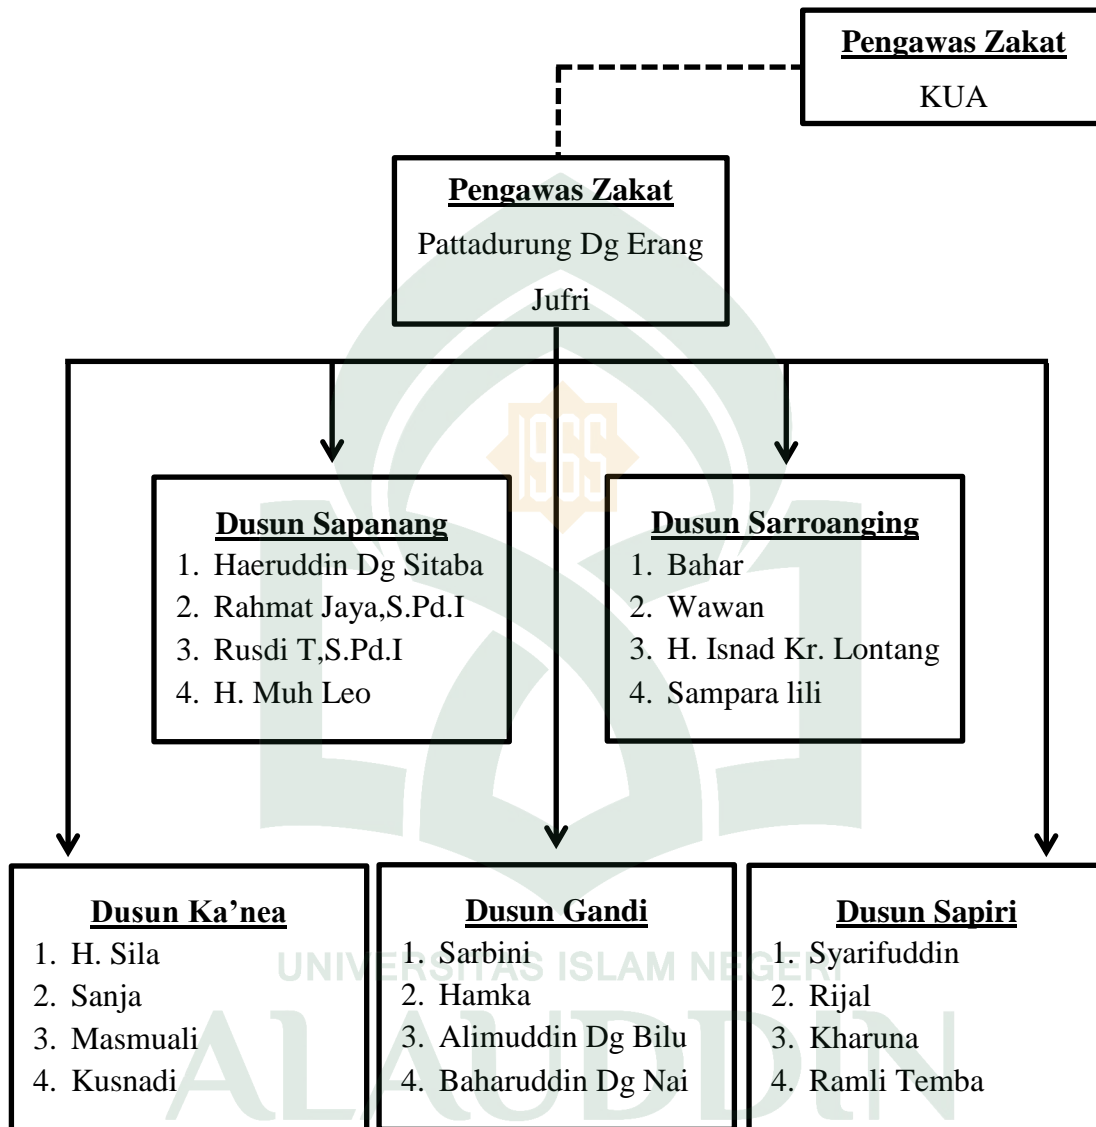 Pengawas Zakat
KUA
Pengawas Zakat
Pattadurung Dg Erang
Jufri
1965
Dusun Sapanang
1. Haeruddin Dg Sitaba
2. Rahmat Jaya,S.Pd.I
3. Rusdi T,S.Pd.I
4. H. Muh Leo
Dusun Sarroanging
1. Bahar
2. Wawan
3. H. Isnad Kr. Lontang
4. Sampara lili
Dusun Ka’nea
1. H. Sila
2. Sanja
3. Masmuali
4. Kusnadi
Dusun Gandi
1. Sarbini
2. Hamka
3. Alimuddin Dg Bilu
4. Baharuddin Dg Nai
Dusun Sapiri
1. Syarifuddin
2. Rijal
3. Kharuna
4. Ramli Temba
UNIVERSITAS ISLAM NEGERI
ALAUDDIN